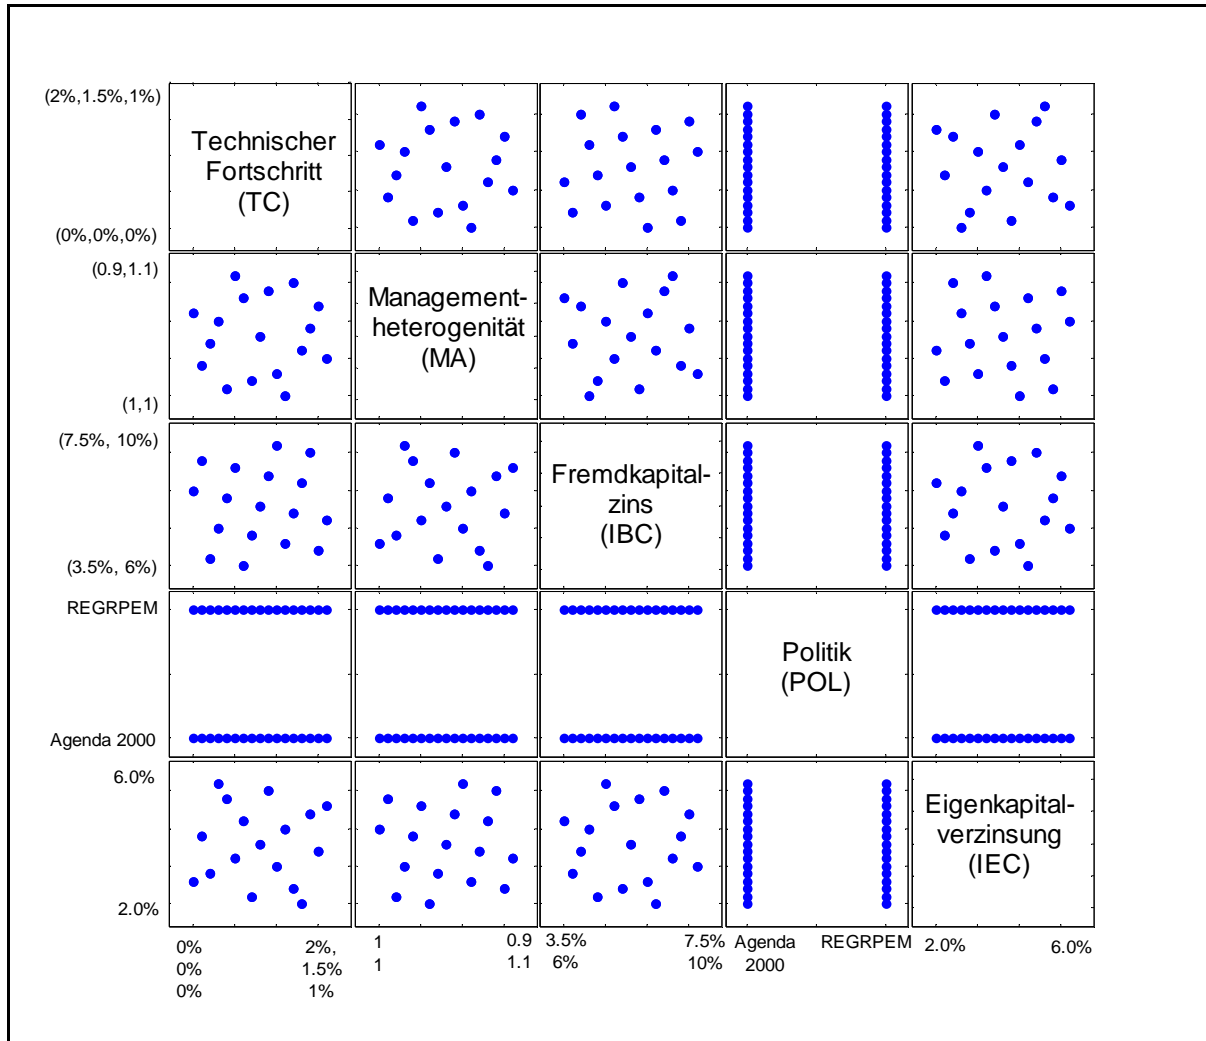 (2%,1.5%,1%)
Technischer
Fortschritt
(TC)
(0%,0%,0%)
(0.9,1.1)
Management-
heterogenität
(MA)
(1,1)
(7.5%, 10%)
Fremdkapital-
zins
(IBC)
(3.5%, 6%)
REGRPEM
Politik
(POL)
Agenda 2000
6.0%
Eigenkapital-
verzinsung
(IEC)
2.0%
0% 2%, 1 0.9 3.5% 7.5% Agenda REGRPEM 2.0% 6.0%
0% 1.5% 1 1.1 6% 10% 2000
0% 1%